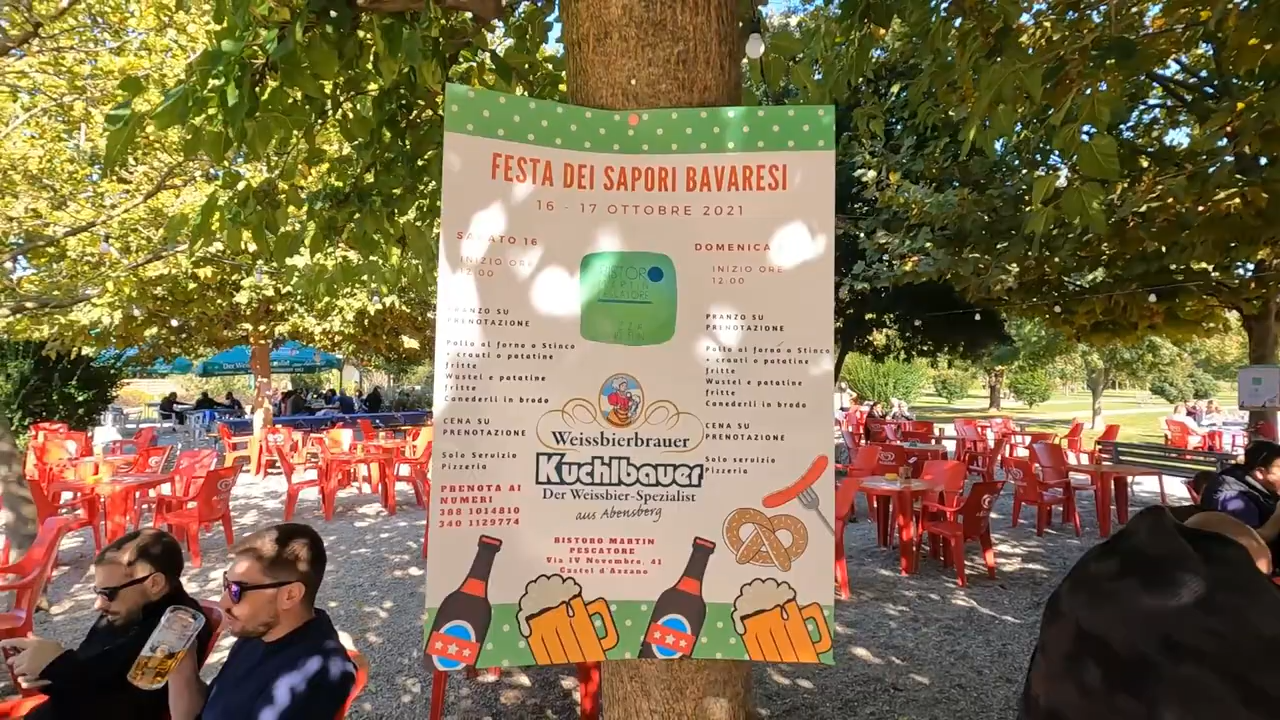 FESTA DEI SAPORI BAVARESI
16 - 17 OTTOBRE 2021
SABATO 16
INIZIO ORE
12:00
PRANZO SU
PRENOTAZIONE
Pollo al forno o Stinco
+ crauti o patatine
fritte
Wustel e patatine
fritte
Canederli in brodo
CENA SU
PRENOTAZIONE
Solo Servizio
Pizzeria
PRENOTA AI
NUMERI
388 1014810
340 1129774
RISTORO
MARTIN
PESCATORE
DOMENICA
INIZIO ORE
12:00
PRANZO SU
PRENOTAZIONE
Pollo al forno o Stinco
+ crauti o patatine
fritte
Wustel e patatine
fritte
Canederli in brodo
CENA SU
PRENOTAZIONE
Solo servizio
Pizzeria
Weissbierbrauer
Kuchlbauer
Der Weissbier-Spezialist
aus Abensberg
RISTORO MARTIN
PESCATORE
Via IV Novembre, 41
Castel d'Azzano